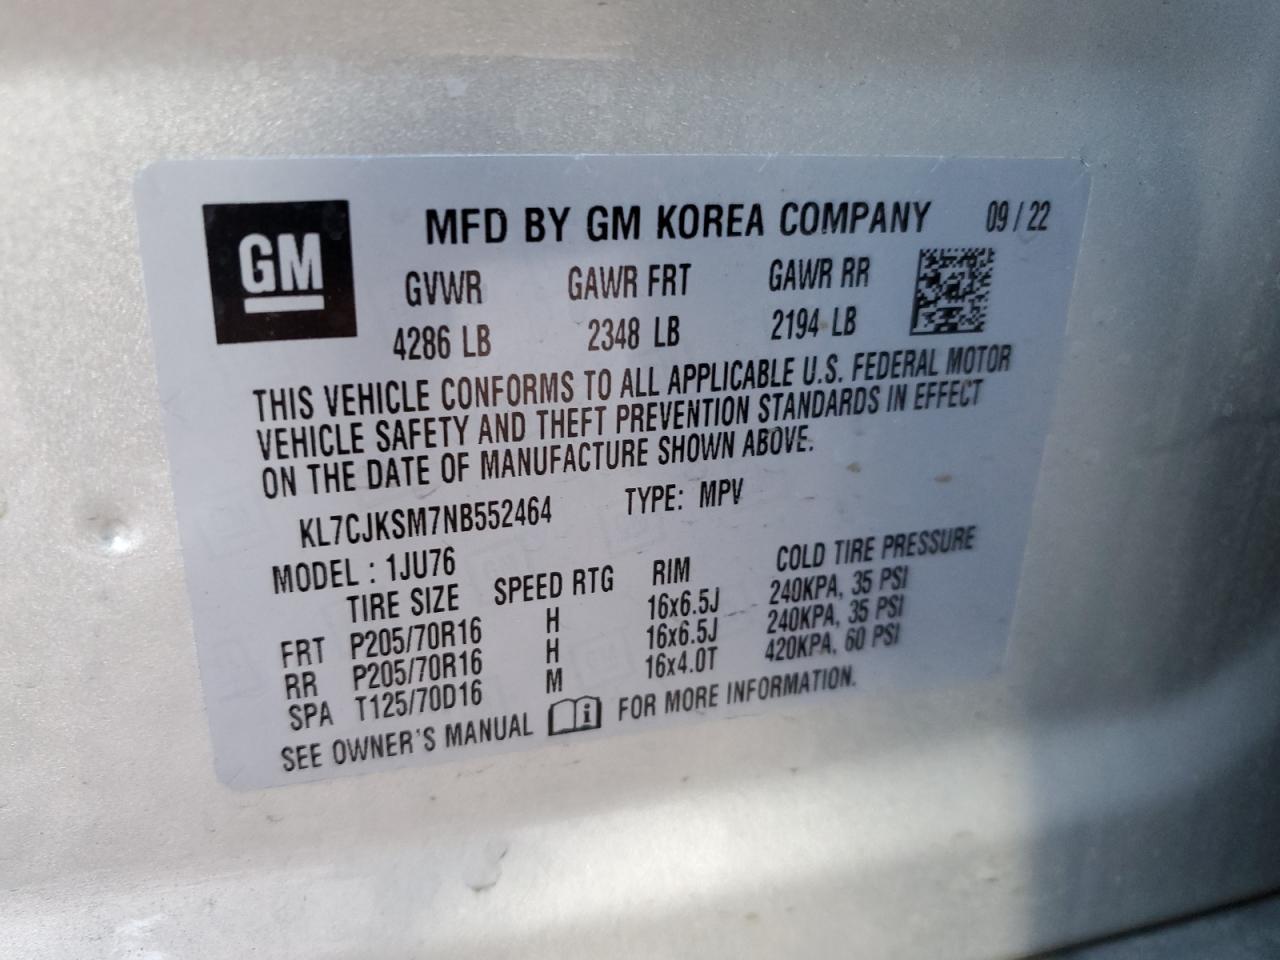 GM
MFD BY GM KOREA COMPANY 09 / 22
GVWR GAWR FRT GAWR RR
4286 LB 2348 LB 2194 LB
THIS VEHICLE CONFORMS TO ALL APPLICABLE U.S. FEDERAL MOTOR
VEHICLE SAFETY AND THEFT PREVENTION STANDARDS IN EFFECT
ON THE DATE OF MANUFACTURE SHOWN ABOVE.
KL7CJKSM7NB552464 TYPE: MPV
MODEL : 1JU76
TIRE SIZE SPEED RTG RIM COLD TIRE PRESSURE
FRT P205/70R16 H 16x6.5J 240KPA, 35 PSI
RR P205/70R16 H 16x6.5J 240KPA, 35 PSI
SPA T125/70D16 M 16x4.0T 420KPA, 60 PSI
SEE OWNER'S MANUAL i FOR MORE INFORMATION.